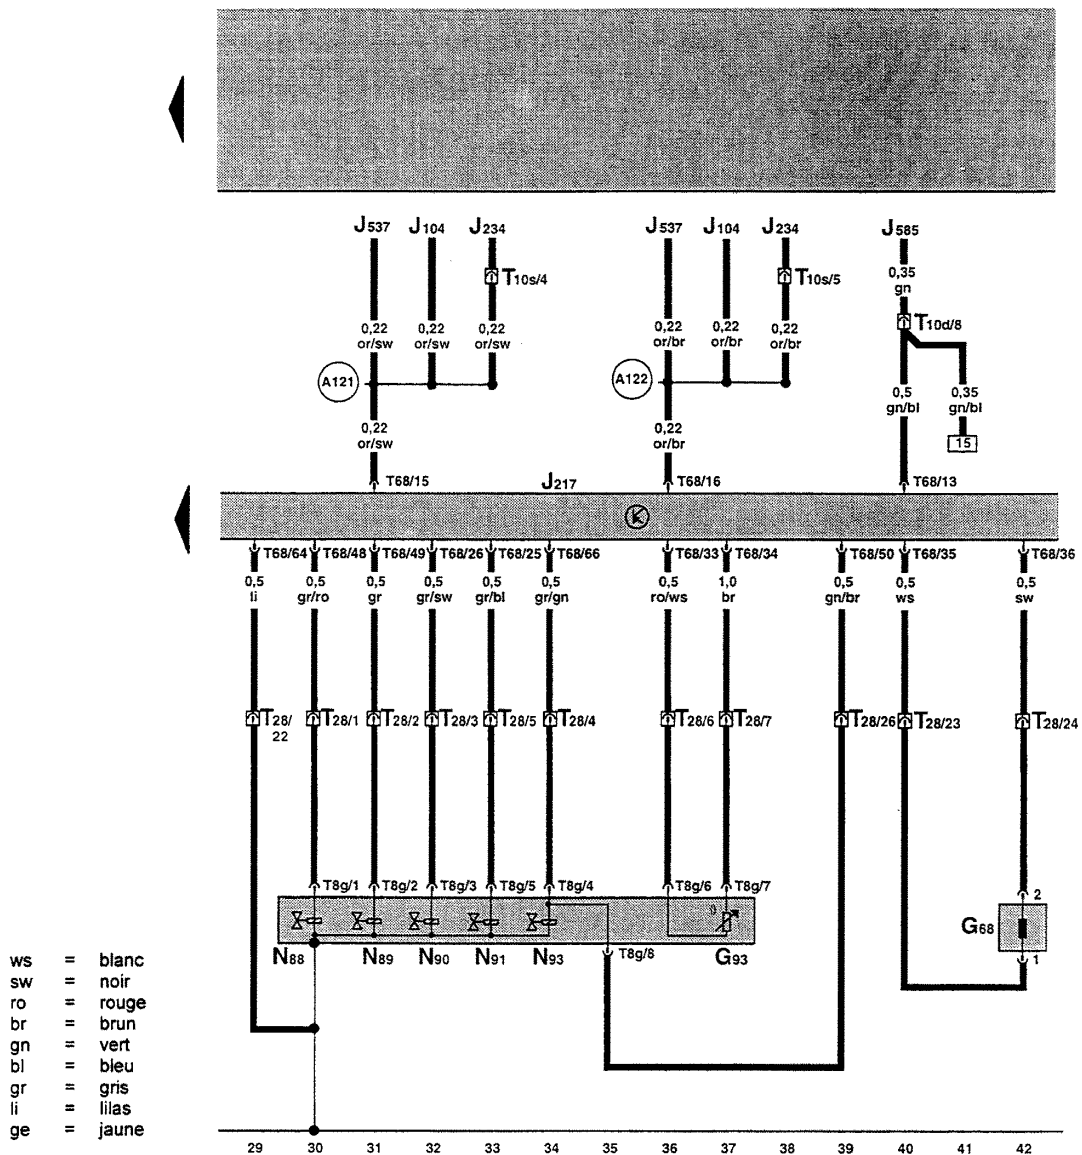 J537 J104 J234 J537 J104 J234 J585
T10s/4 T10s/5 0,35
gn
T10d/8
0,22 0,22 0,22 0,22 0,22 0,22
or/sw or/sw or/sw or/br or/br or/br
A121 A122
0,5 0,35
gn/bl gn/bl
0,22 0,22
or/sw or/br
15
T68/15 J217 T68/16 T68/13
K
T68/64 T68/48 T68/49 T68/26 T68/25 T68/66 T68/33 T68/34 T68/50 T68/35 T68/36
0,5 0,5 0,5 0,5 0,5 0,5 0,5 1,0 0,5 0,5 0,5
li gr/ro gr gr/sw gr/bl gr/gn ro/ws br gn/br ws sw
T28/ T28/1 T28/2 T28/3 T28/5 T28/4 T28/6 T28/7 T28/26 T28/23 T28/24
22
T8g/1 T8g/2 T8g/3 T8g/5 T8g/4 T8g/6 T8g/7
2
G68
N88 N89 N90 N91 N93 T8g/8 G93 1
ws = blanc
sw = noir
ro = rouge
br = brun
gn = vert
bl = bleu
gr = gris
li = lilas
ge = jaune
29 30 31 32 33 34 35 36 37 38 39 40 41 42